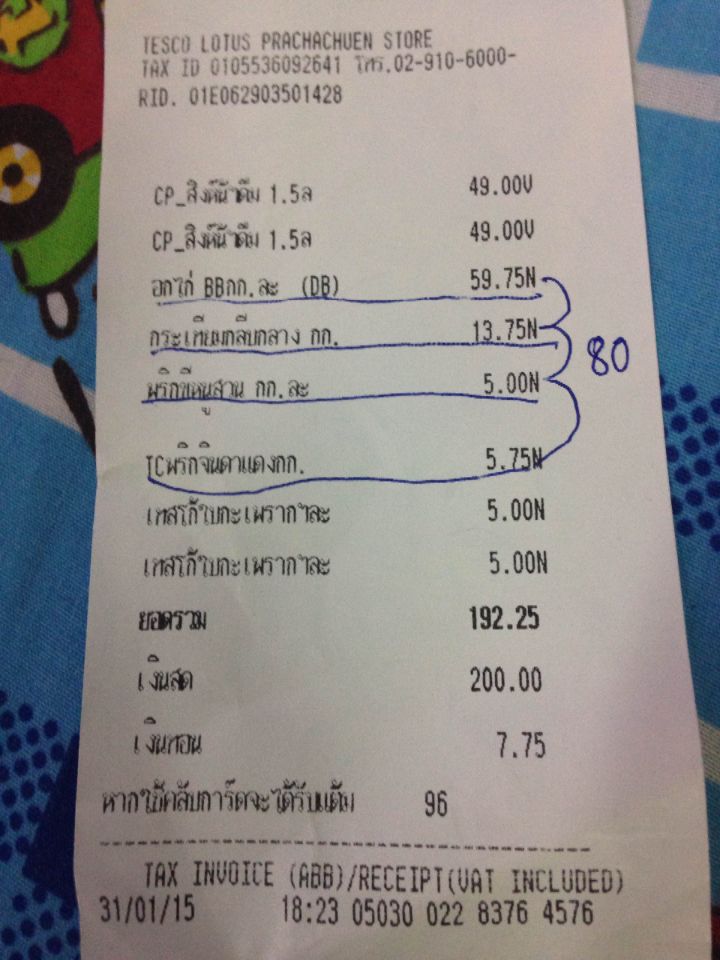 TESCO LOTUS PRACHACHUEN STORE
TAX ID 0105536092641 โทร.02-910-6000-
RID. 01E062903501428
CP_สิงห์น้ำดื่ม 1.5ล 49.00V
CP_สิงห์น้ำดื่ม 1.5ล 49.00V
อกไก่ BBกก.ละ (DB) 59.75N
กระเทียมกลีบกลาง กก. 13.75N
80
พริกขี้หนูสวน กก.ละ 5.00N
TCพริกจินดาแดงกก. 5.75N
เทสโก้ใบกะเพราถาละ 5.00N
เทสโก้ใบกะเพราถาละ 5.00N
ยอดรวม 192.25
เงินสด 200.00
เงินทอน 7.75
หากใช้คลับการ์ดจะได้รับแต้ม 96
TAX INVOICE (ABB)/RECEIPT(VAT INCLUDED)
31/01/15 18:23 05030 022 8376 4576